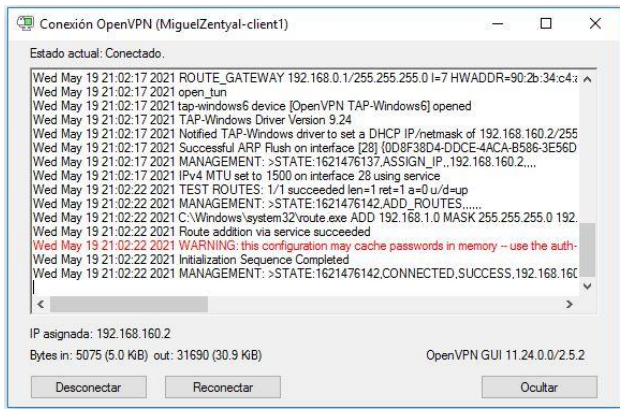 Conexión OpenVPN (MiguelZentyal-client1)
Estado actual: Conectado.
Wed May 19 21:02:17 2021 ROUTE_GATEWAY 192.168.0.1/255.255.255.0 I=7 HWADDR=90:2b:34:c4:
Wed May 19 21:02:17 2021 open_tun
Wed May 19 21:02:17 2021 tap-windows6 device [OpenVPN TAP-Windows6] opened
Wed May 19 21:02:17 2021 TAP-Windows Driver Version 9.24
Wed May 19 21:02:17 2021 Notified TAP-Windows driver to set a DHCP IP/netmask of 192.168.160.2/255
Wed May 19 21:02:17 2021 Successful ARP Flush on interface [28] {0D8F38D4-DDCE-4ACA-B586-3E56D
Wed May 19 21:02:17 2021 MANAGEMENT: >STATE:1621476137,ASSIGN_IP,,192.168.160.2,,,,
Wed May 19 21:02:17 2021 IPv4 MTU set to 1500 on interface 28 using service
Wed May 19 21:02:22 2021 TEST ROUTES: 1/1 succeeded len=1 ret=1 a=0 u/d=up
Wed May 19 21:02:22 2021 MANAGEMENT: >STATE:1621476142,ADD_ROUTES,,,,,,
Wed May 19 21:02:22 2021 C:\Windows\system32\route.exe ADD 192.168.1.0 MASK 255.255.255.0 192.
Wed May 19 21:02:22 2021 Route addition via service succeeded
Wed May 19 21:02:22 2021 WARNING: this configuration may cache passwords in memory -- use the auth-
Wed May 19 21:02:22 2021 Initialization Sequence Completed
Wed May 19 21:02:22 2021 MANAGEMENT: >STATE:1621476142,CONNECTED,SUCCESS,192.168.160
IP asignada: 192.168.160.2
Bytes in: 5075 (5.0 KiB) out: 31690 (30.9 KiB)
OpenVPN GUI 11.24.0.0/2.5.2
Desconectar
Reconectar
Ocultar